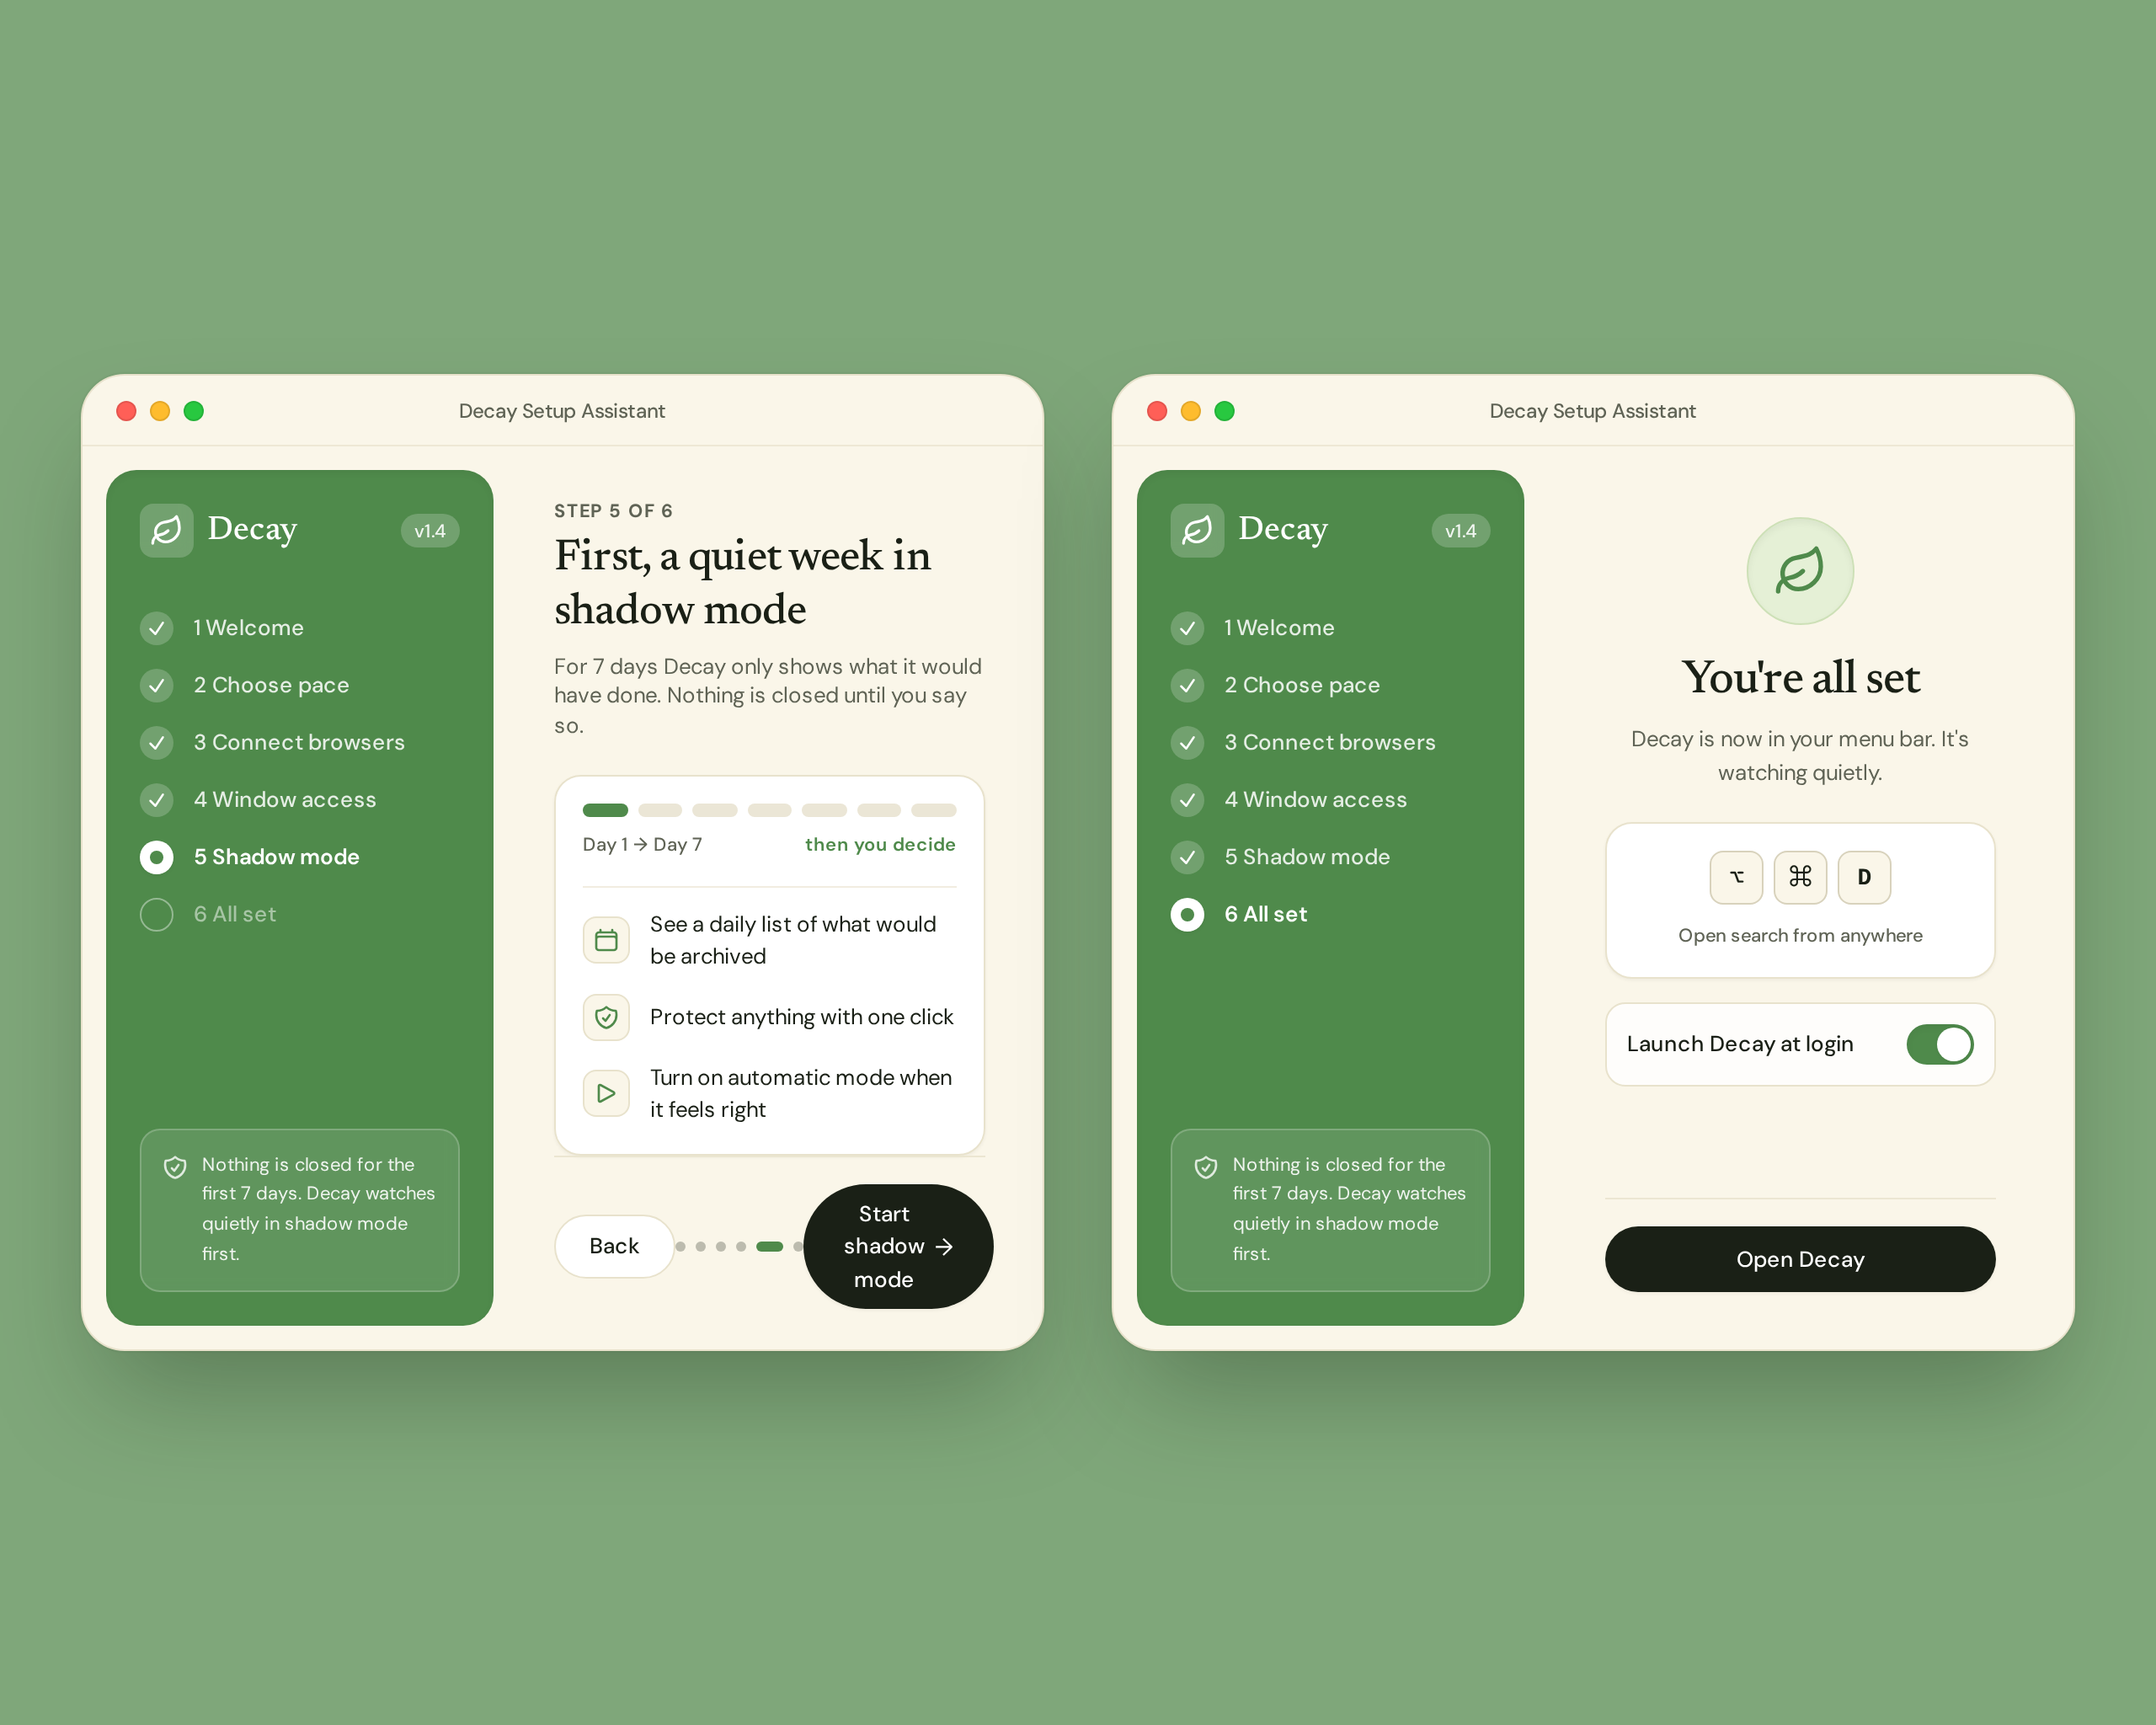 Decay Setup Assistant
Decay
v1.4
1 Welcome
2 Choose pace
3 Connect browsers
4 Window access
5 Shadow mode
6 All set
Nothing is closed for the
first 7 days. Decay watches
quietly in shadow mode
first.
STEP 5 OF 6
First, a quiet week in
shadow mode
For 7 days Decay only shows what it would
have done. Nothing is closed until you say
so.
Day 1 → Day 7
then you decide
See a daily list of what would
be archived
Protect anything with one click
Turn on automatic mode when
it feels right
Back
Start
shadow →
mode
Decay Setup Assistant
Decay
v1.4
1 Welcome
2 Choose pace
3 Connect browsers
4 Window access
5 Shadow mode
6 All set
Nothing is closed for the
first 7 days. Decay watches
quietly in shadow mode
first.
You're all set
Decay is now in your menu bar. It's
watching quietly.
⌥ ⌘ D
Open search from anywhere
Launch Decay at login
Open Decay